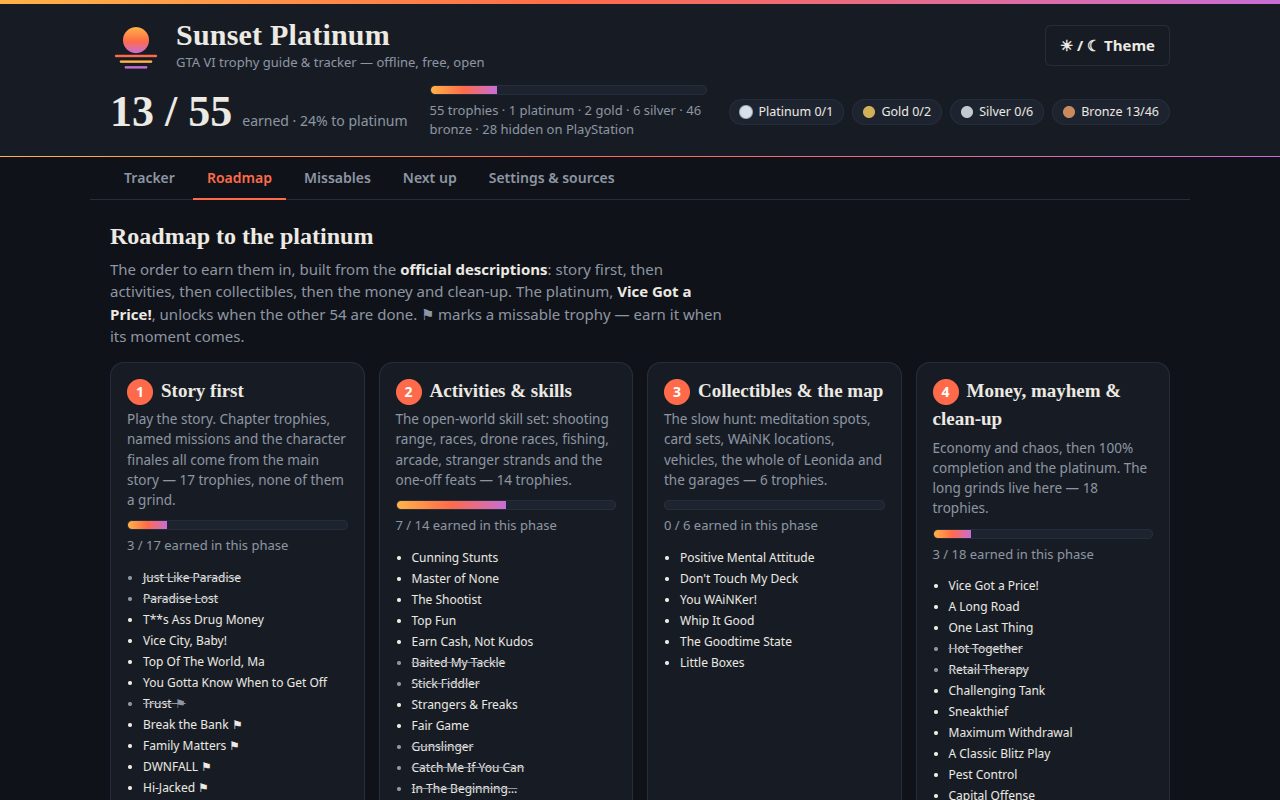 Sunset Platinum
GTA VI trophy guide & tracker — offline, free, open
☀ / ☾ Theme
13 / 55 earned · 24% to platinum
55 trophies · 1 platinum · 2 gold · 6 silver · 46
bronze · 28 hidden on PlayStation
Platinum 0/1
Gold 0/2
Silver 0/6
Bronze 13/46
Tracker
Roadmap
Missables
Next up
Settings & sources
Roadmap to the platinum
The order to earn them in, built from the official descriptions: story first, then
activities, then collectibles, then the money and clean-up. The platinum, Vice Got a
Price!, unlocks when the other 54 are done. ⚑ marks a missable trophy — earn it when
its moment comes.
1 Story first
Play the story. Chapter trophies,
named missions and the character
finales all come from the main
story — 17 trophies, none of them
a grind.
3 / 17 earned in this phase
• Just Like Paradise
• Paradise Lost
• T**s Ass Drug Money
• Vice City, Baby!
• Top Of The World, Ma
• You Gotta Know When to Get Off
• Trust ⚑
• Break the Bank ⚑
• Family Matters ⚑
• DWNFALL ⚑
• Hi-Jacked ⚑
2 Activities & skills
The open-world skill set: shooting
range, races, drone races, fishing,
arcade, stranger strands and the
one-off feats — 14 trophies.
7 / 14 earned in this phase
• Cunning Stunts
• Master of None
• The Shootist
• Top Fun
• Earn Cash, Not Kudos
• Baited My Tackle
• Stick Fiddler
• Strangers & Freaks
• Fair Game
• Gunslinger
• Catch Me If You Can
• In The Beginning...
3 Collectibles & the map
The slow hunt: meditation spots,
card sets, WAiNK locations,
vehicles, the whole of Leonida and
the garages — 6 trophies.
0 / 6 earned in this phase
• Positive Mental Attitude
• Don't Touch My Deck
• You WAiNKer!
• Whip It Good
• The Goodtime State
• Little Boxes
4 Money, mayhem &
clean-up
Economy and chaos, then 100%
completion and the platinum. The
long grinds live here — 18
trophies.
3 / 18 earned in this phase
• Vice Got a Price!
• A Long Road
• One Last Thing
• Hot Together
• Retail Therapy
• Challenging Tank
• Sneakthief
• Maximum Withdrawal
• A Classic Blitz Play
• Pest Control
• Capital Offense